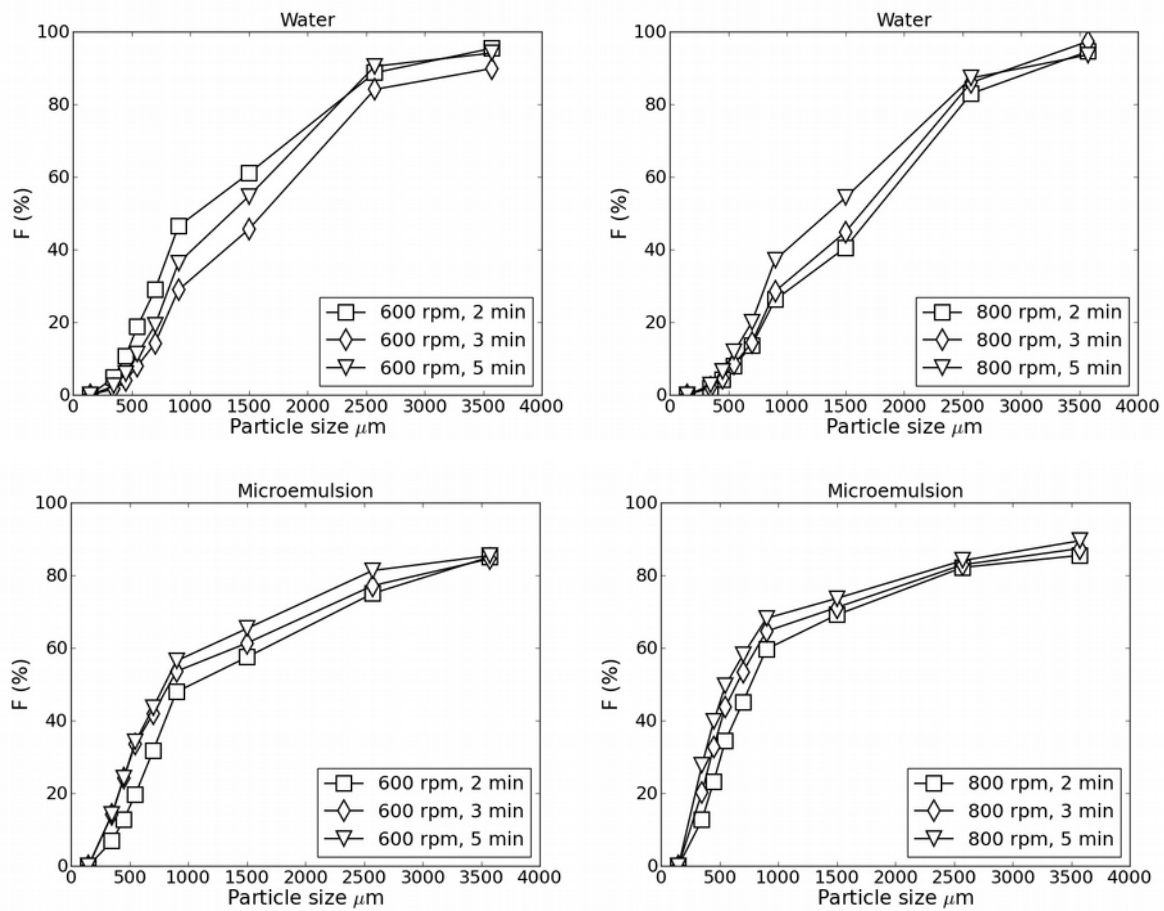 Water
100
80
60
40
20
0
F (%)
0 500 1000 1500 2000 2500 3000 3500 4000
Particle size μm
600 rpm, 2 min
600 rpm, 3 min
600 rpm, 5 min
Water
100
80
60
40
20
0
F (%)
0 500 1000 1500 2000 2500 3000 3500 4000
Particle size μm
800 rpm, 2 min
800 rpm, 3 min
800 rpm, 5 min
Microemulsion
100
80
60
40
20
0
F (%)
0 500 1000 1500 2000 2500 3000 3500 4000
Particle size μm
600 rpm, 2 min
600 rpm, 3 min
600 rpm, 5 min
Microemulsion
100
80
60
40
20
0
F (%)
0 500 1000 1500 2000 2500 3000 3500 4000
Particle size μm
800 rpm, 2 min
800 rpm, 3 min
800 rpm, 5 min